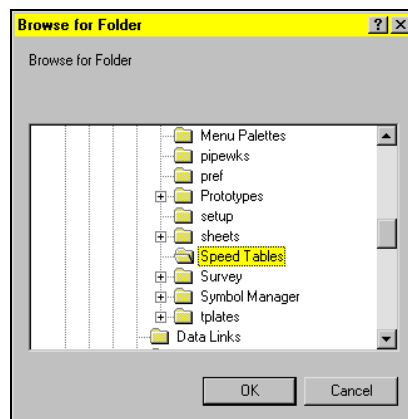 Browse for Folder
Browse for Folder
Menu Palettes
pipewks
pref
Prototypes
setup
sheets
Speed Tables
Survey
Symbol Manager
tplates
Data Links
OK Cancel